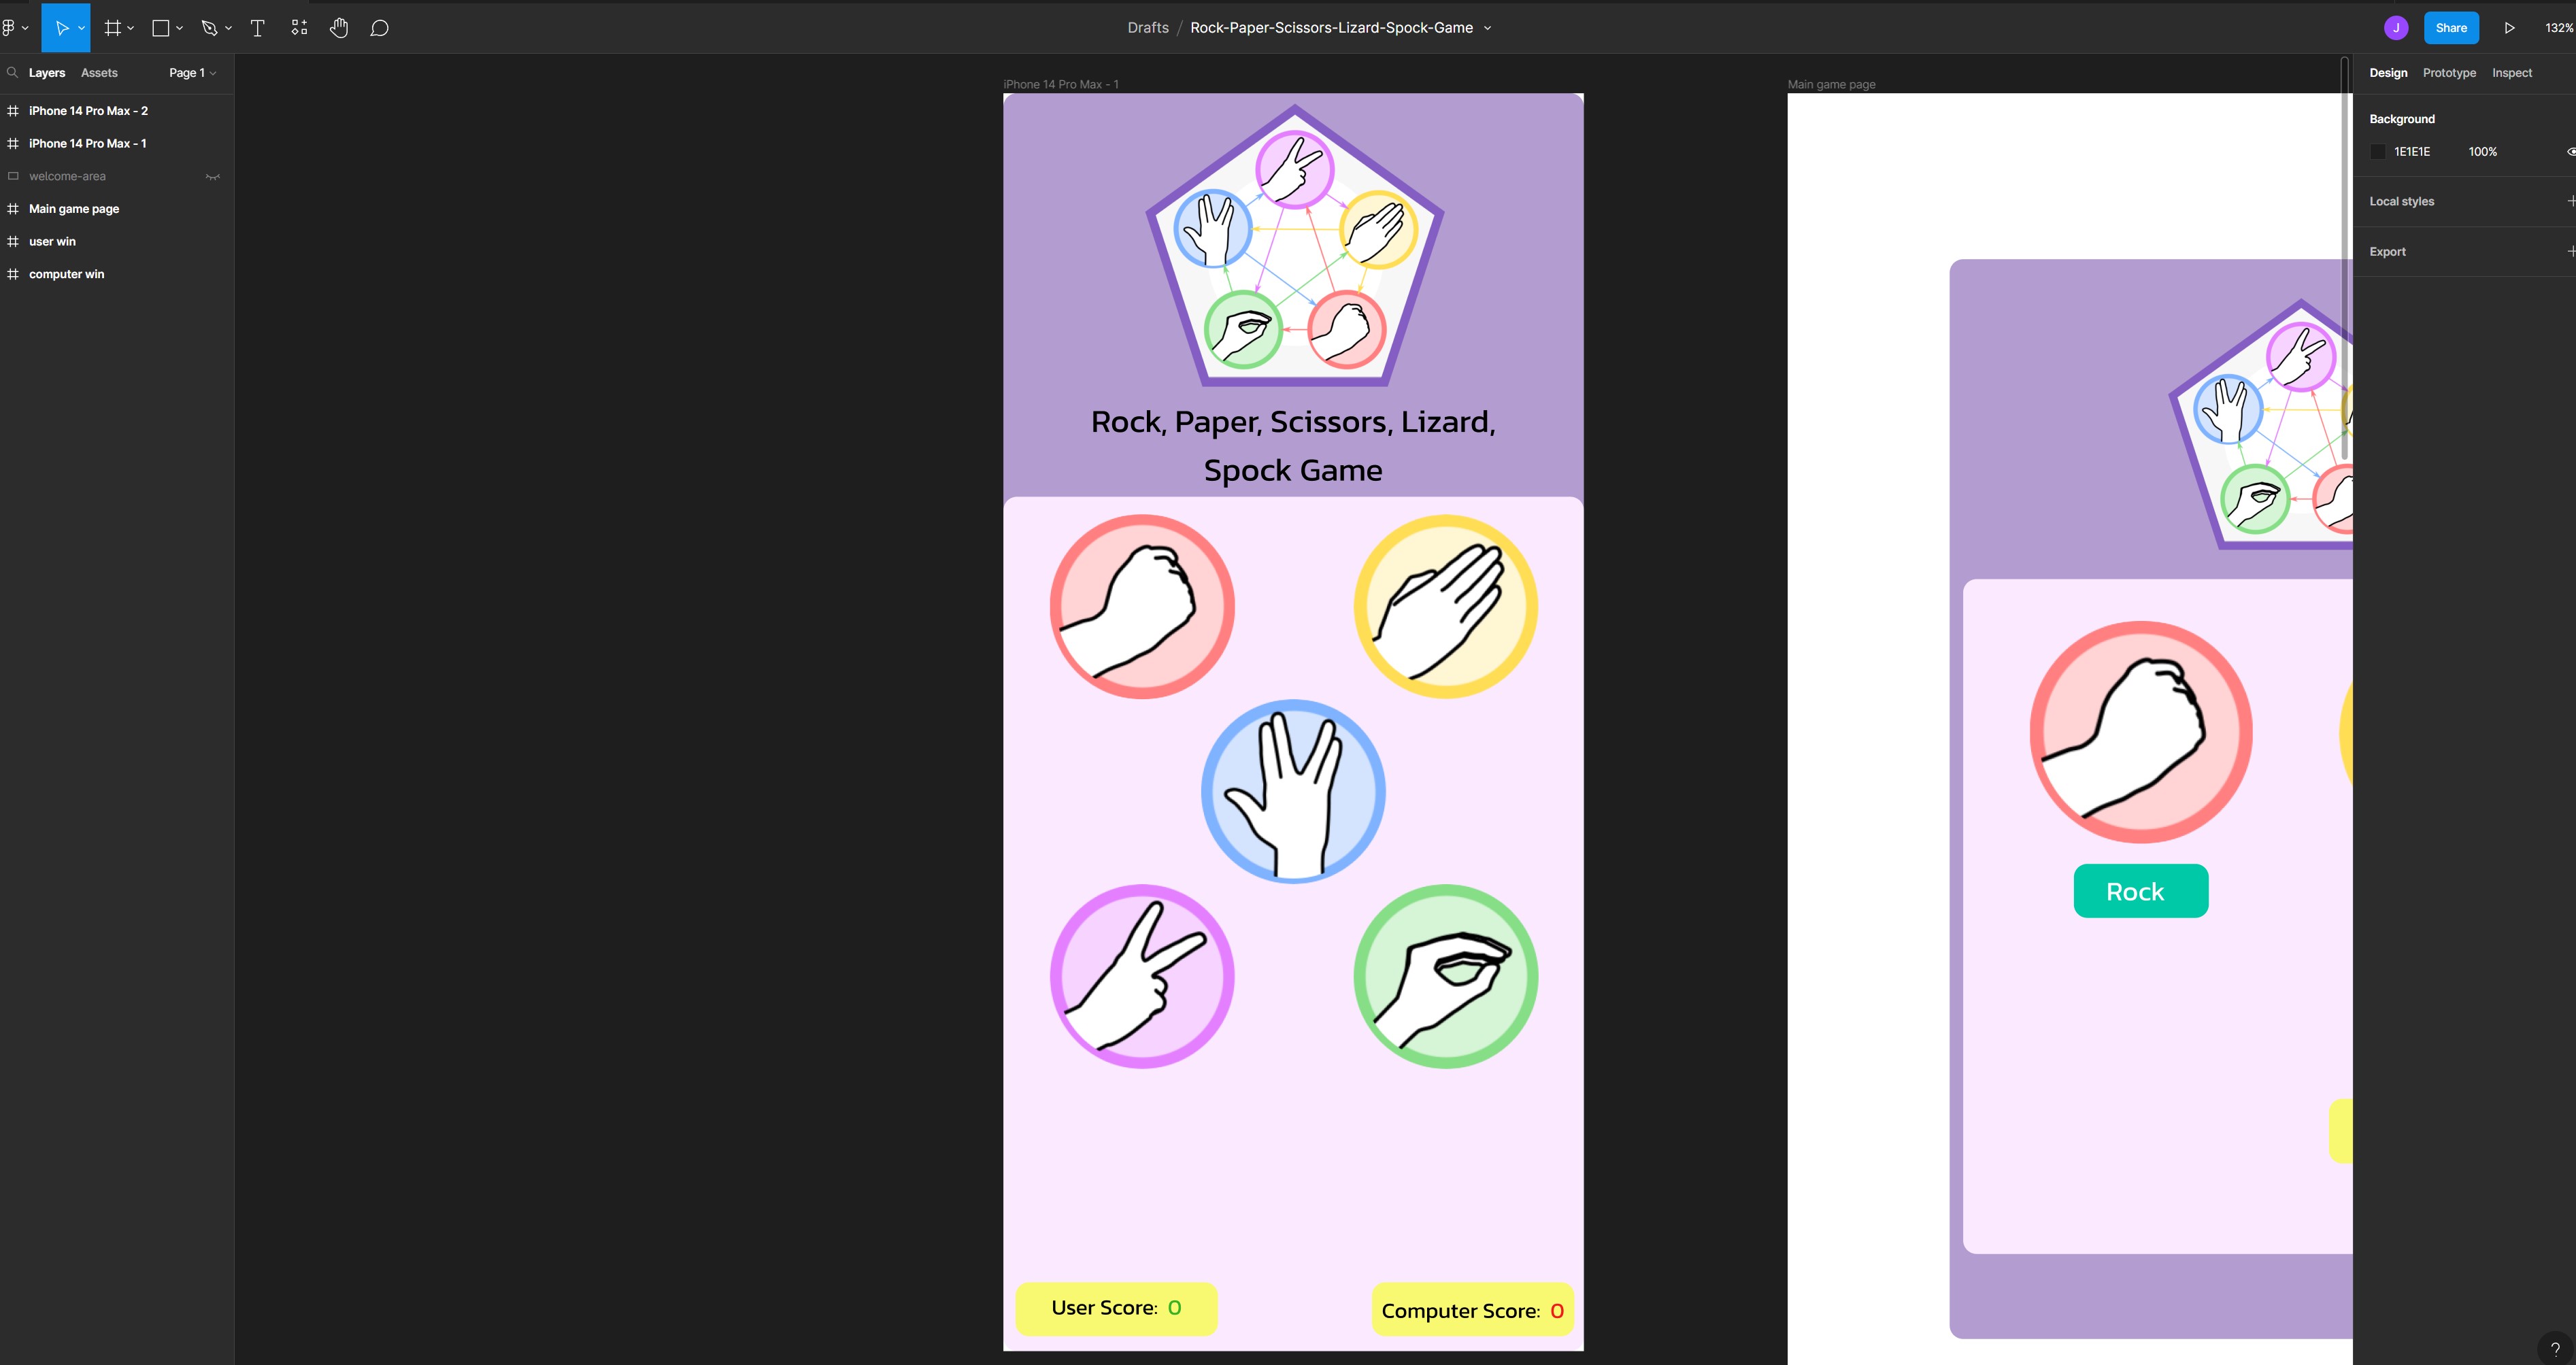 Drafts / Rock-Paper-Scissors-Lizard-Spock-Game
J
Share
132%
Layers
Assets
Page 1
iPhone 14 Pro Max - 2
iPhone 14 Pro Max - 1
welcome-area
Main game page
user win
computer win
iPhone 14 Pro Max - 1
Rock, Paper, Scissors, Lizard,
Spock Game
User Score: 0
Computer Score: 0
Main game page
Rock
Design
Prototype
Inspect
Background
1E1E1E
100%
Local styles
Export
?